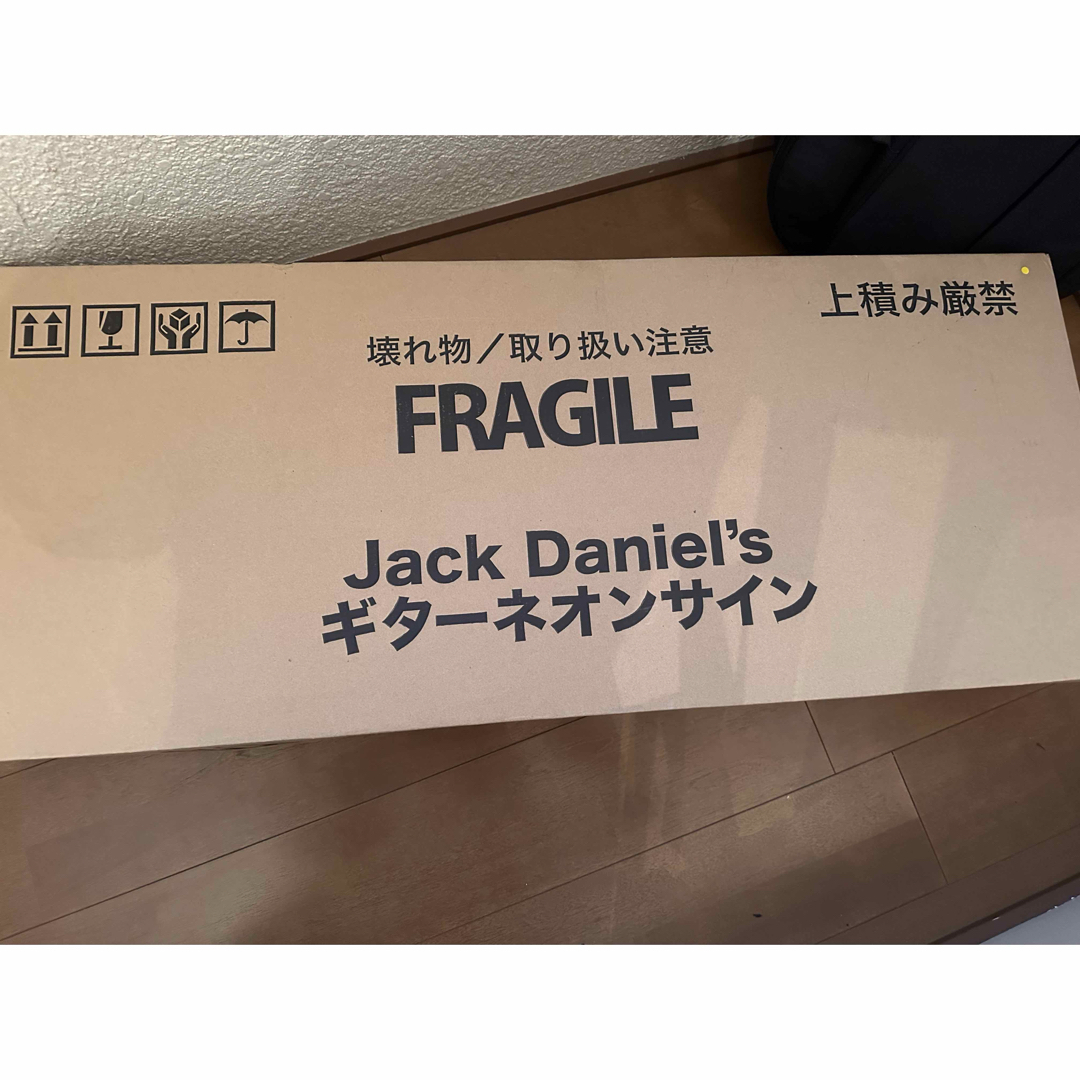 上積み厳禁
壊れ物／取り扱い注意
FRAGILE
Jack Daniel’s
ギターネオンサイン